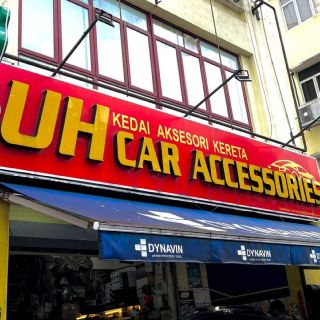 UH
KEDAI AKSESORI KERETA
CAR ACCESSORIES
DYNAVIN
DYNAVIN
DYNAVIN